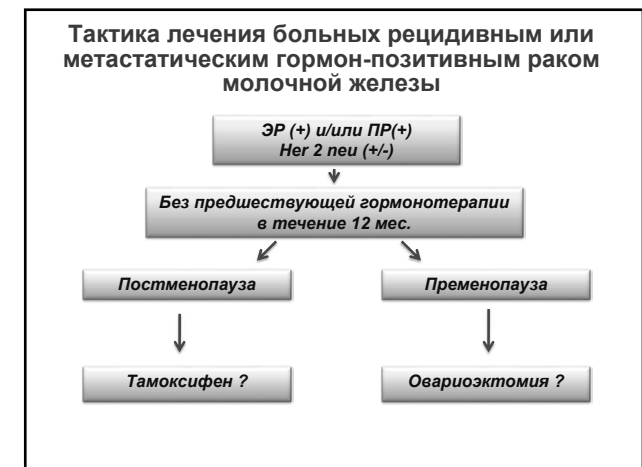 Тактика лечения больных рецидивным или
метастатическим гормон-позитивным раком
молочной железы
ЭР (+) и/или ПР(+)
Her 2 neu (+/-)
Без предшествующей гормонотерапии
в течение 12 мес.
Постменопауза
Пременопауза
Тамоксифен ?
Овариоэктомия ?